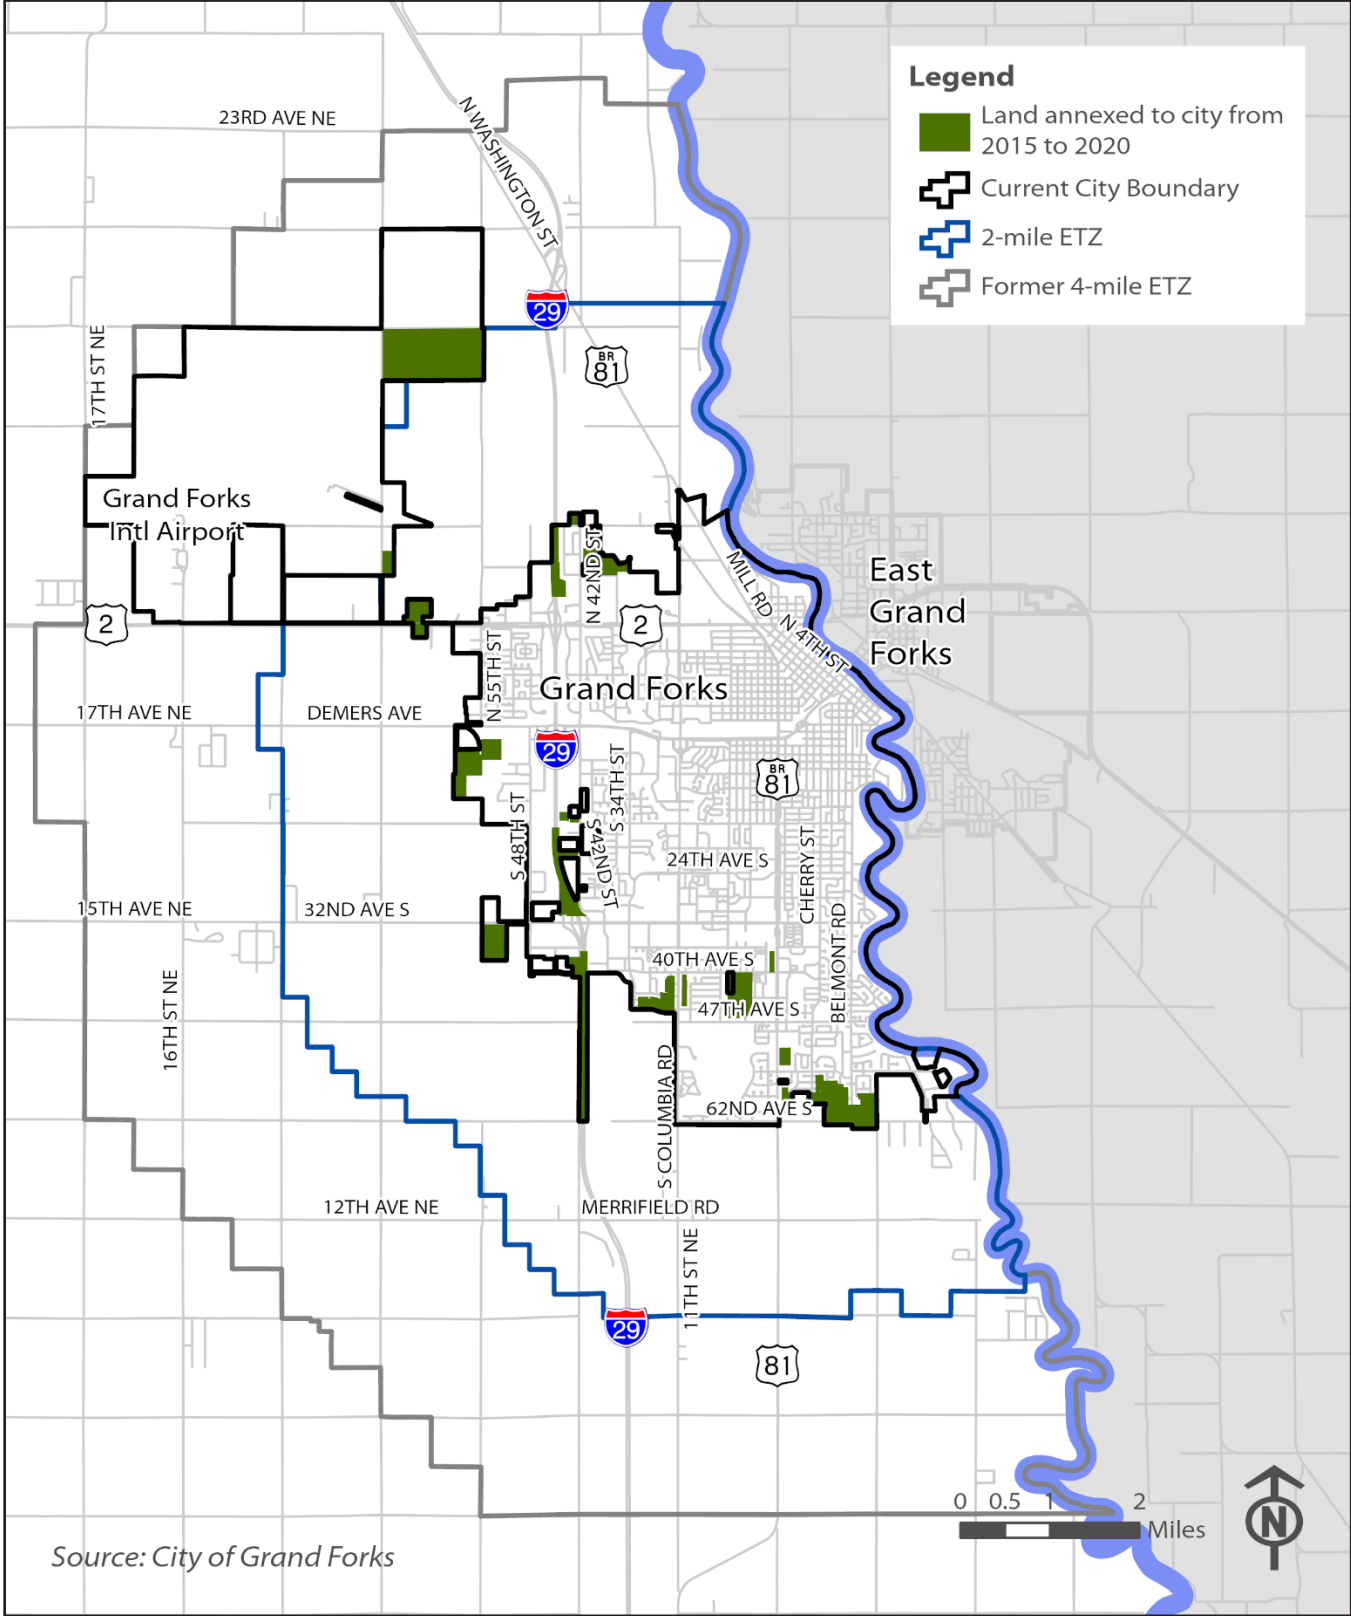 Legend
Land annexed to city from
2015 to 2020
Current City Boundary
2-mile ETZ
Former 4-mile ETZ
23RD AVE NE
N WASHINGTON ST
29
BR
81
17TH ST NE
Grand Forks
Intl Airport
N 42ND ST
MILL RD
East
Grand
Forks
2
2
N 4TH ST
N 55TH ST
Grand Forks
17TH AVE NE
DEMERS AVE
29
S 34TH ST
BR
81
S 48TH ST
S 42ND ST
24TH AVE S
CHERRY ST
15TH AVE NE
32ND AVE S
BELMONT RD
40TH AVE S
47TH AVE S
16TH ST NE
S COLUMBIA RD
62ND AVE S
12TH AVE NE
MERRIFIELD RD
11TH ST NE
29
81
0 0.5 1 2
Miles
N
Source: City of Grand Forks